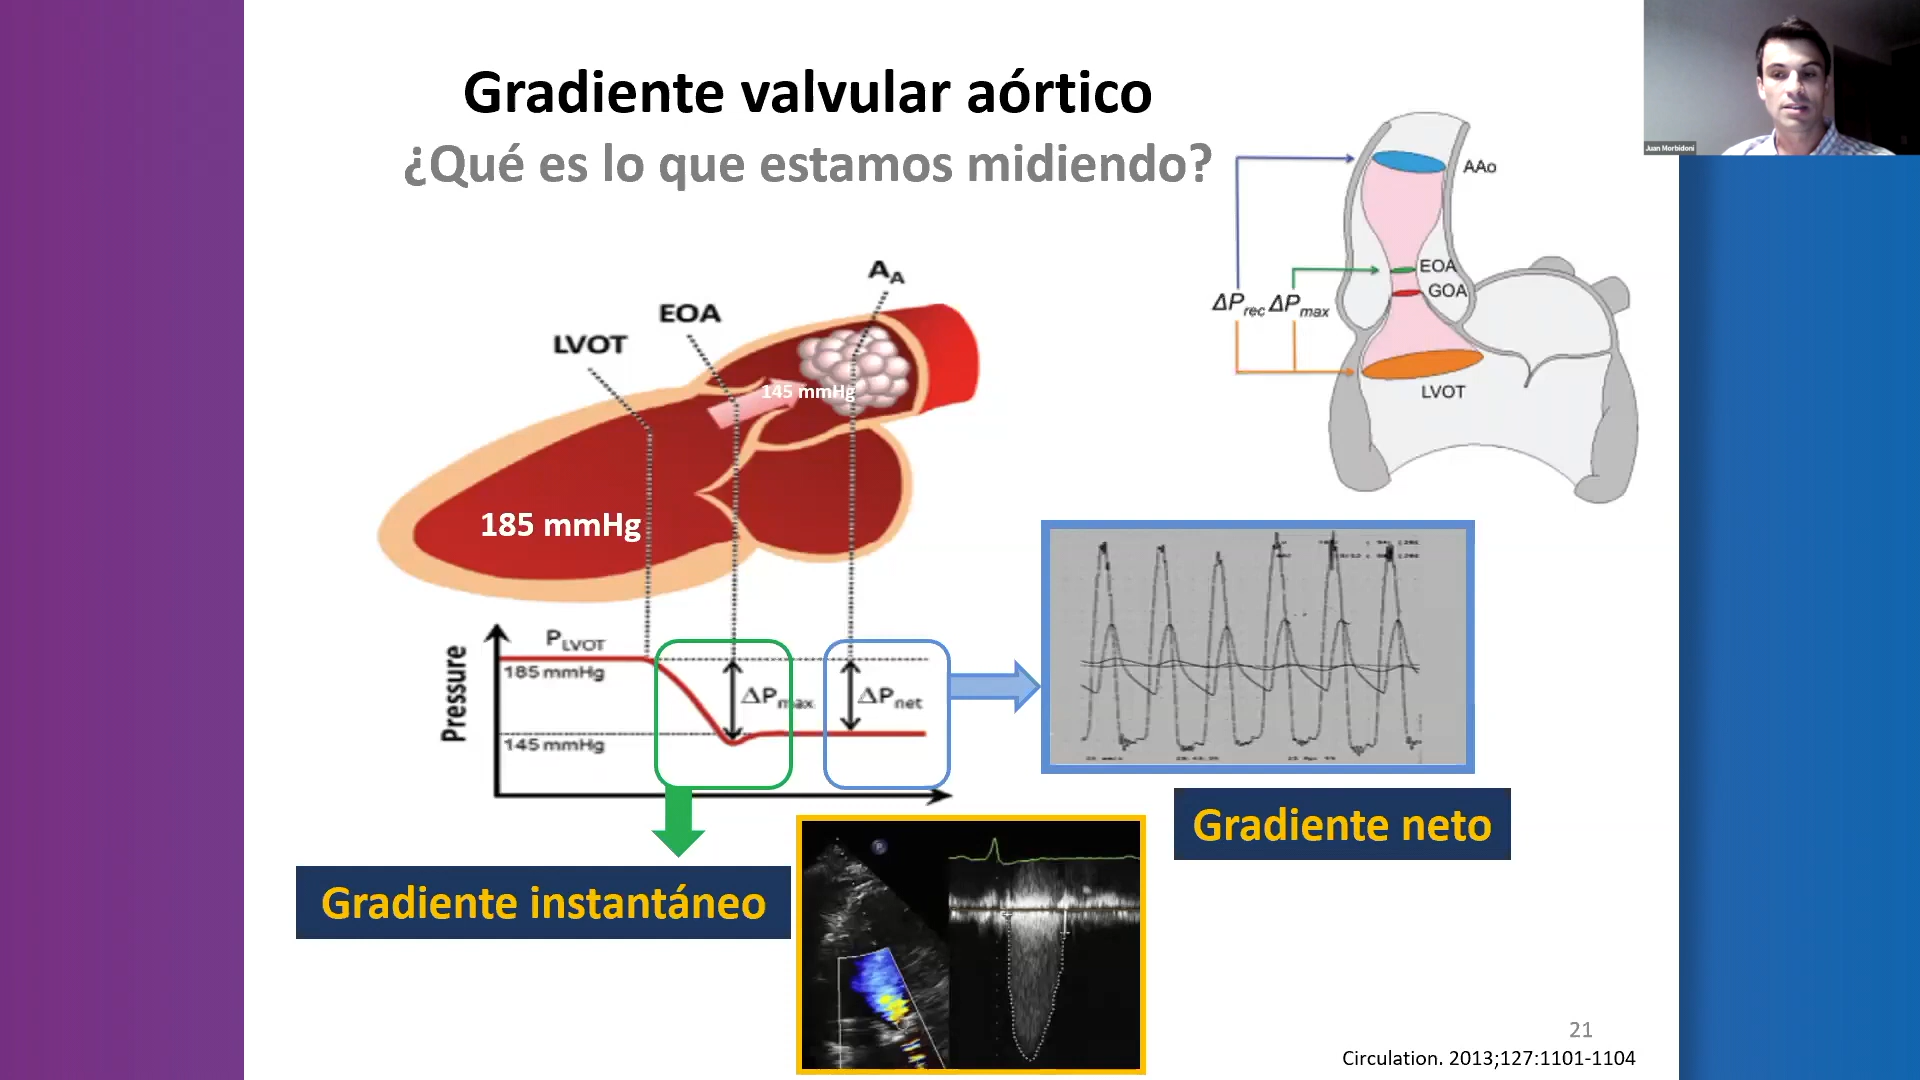 Gradiente valvular aórtico
¿Qué es lo que estamos midiendo?
Juan Morbidoni
AAo
EOA
GOA
ΔPrec ΔPmax
LVOT
AA
EOA
LVOT
145 mmHg
185 mmHg
Pressure
PLVOT
185 mmHg
ΔPmax
ΔPnet
145 mmHg
Gradiente neto
Gradiente instantáneo
P
21
Circulation. 2013;127:1101-1104